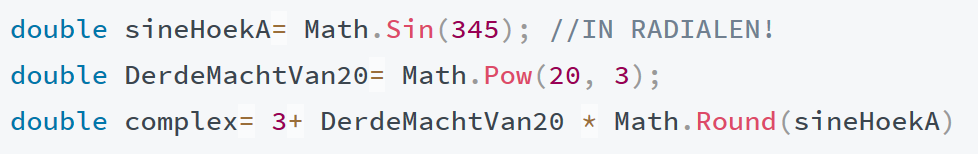 double sineHoekA= Math.Sin(345); //IN RADIALEN!
double DerdeMachtVan20= Math.Pow(20, 3);
double complex= 3+ DerdeMachtVan20 * Math.Round(sineHoekA)